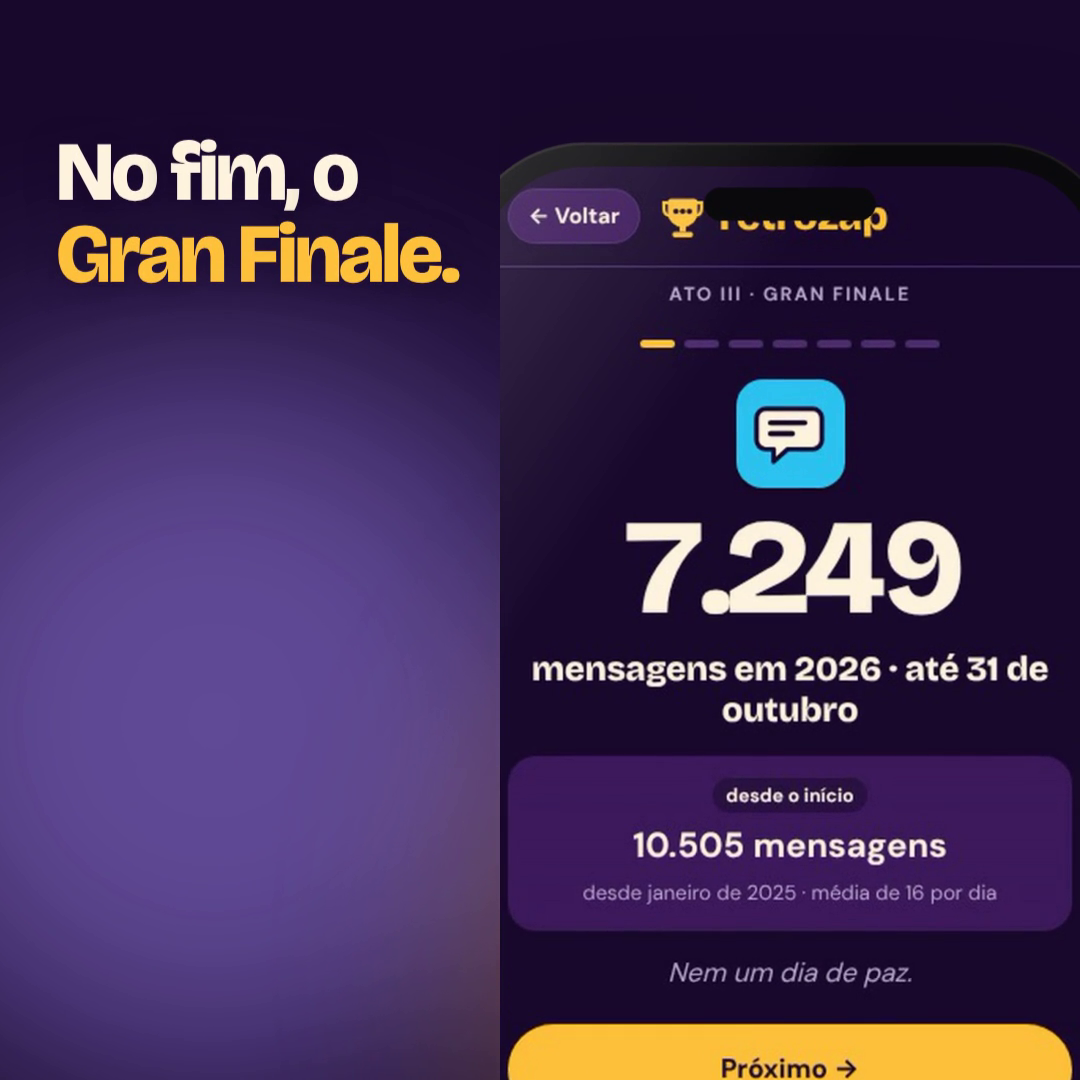 No fim, o
Gran Finale.
← Voltar
retrozap
ATO III · GRAN FINALE
7.249
mensagens em 2026 · até 31 de
outubro
desde o início
10.505 mensagens
desde janeiro de 2025 · média de 16 por dia
Nem um dia de paz.
Próximo →